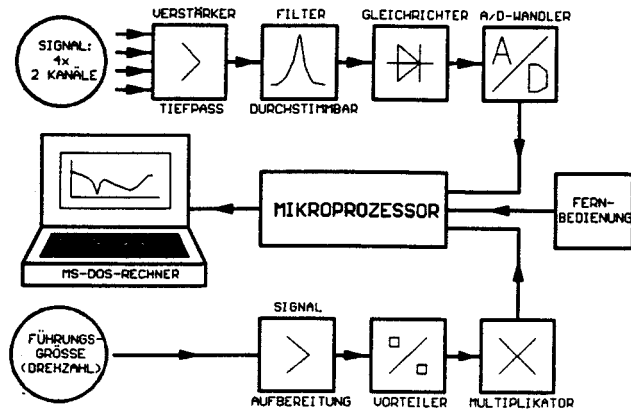 VERSTÄRKER
FILTER
GLEICHRICHTER
A/D-WANDLER
SIGNAL:
4x
2 KANÄLE
A
D
TIEFPASS
DURCHSTIMMBAR
MIKROPROZESSOR
FERN-
BEDIENUNG
MS-DOS-RECHNER
SIGNAL
FÜHRUNGS-
GRÖSSE
(DREHZAHL)
AUFBEREITUNG
VORTEILER
MULTIPLIKATOR